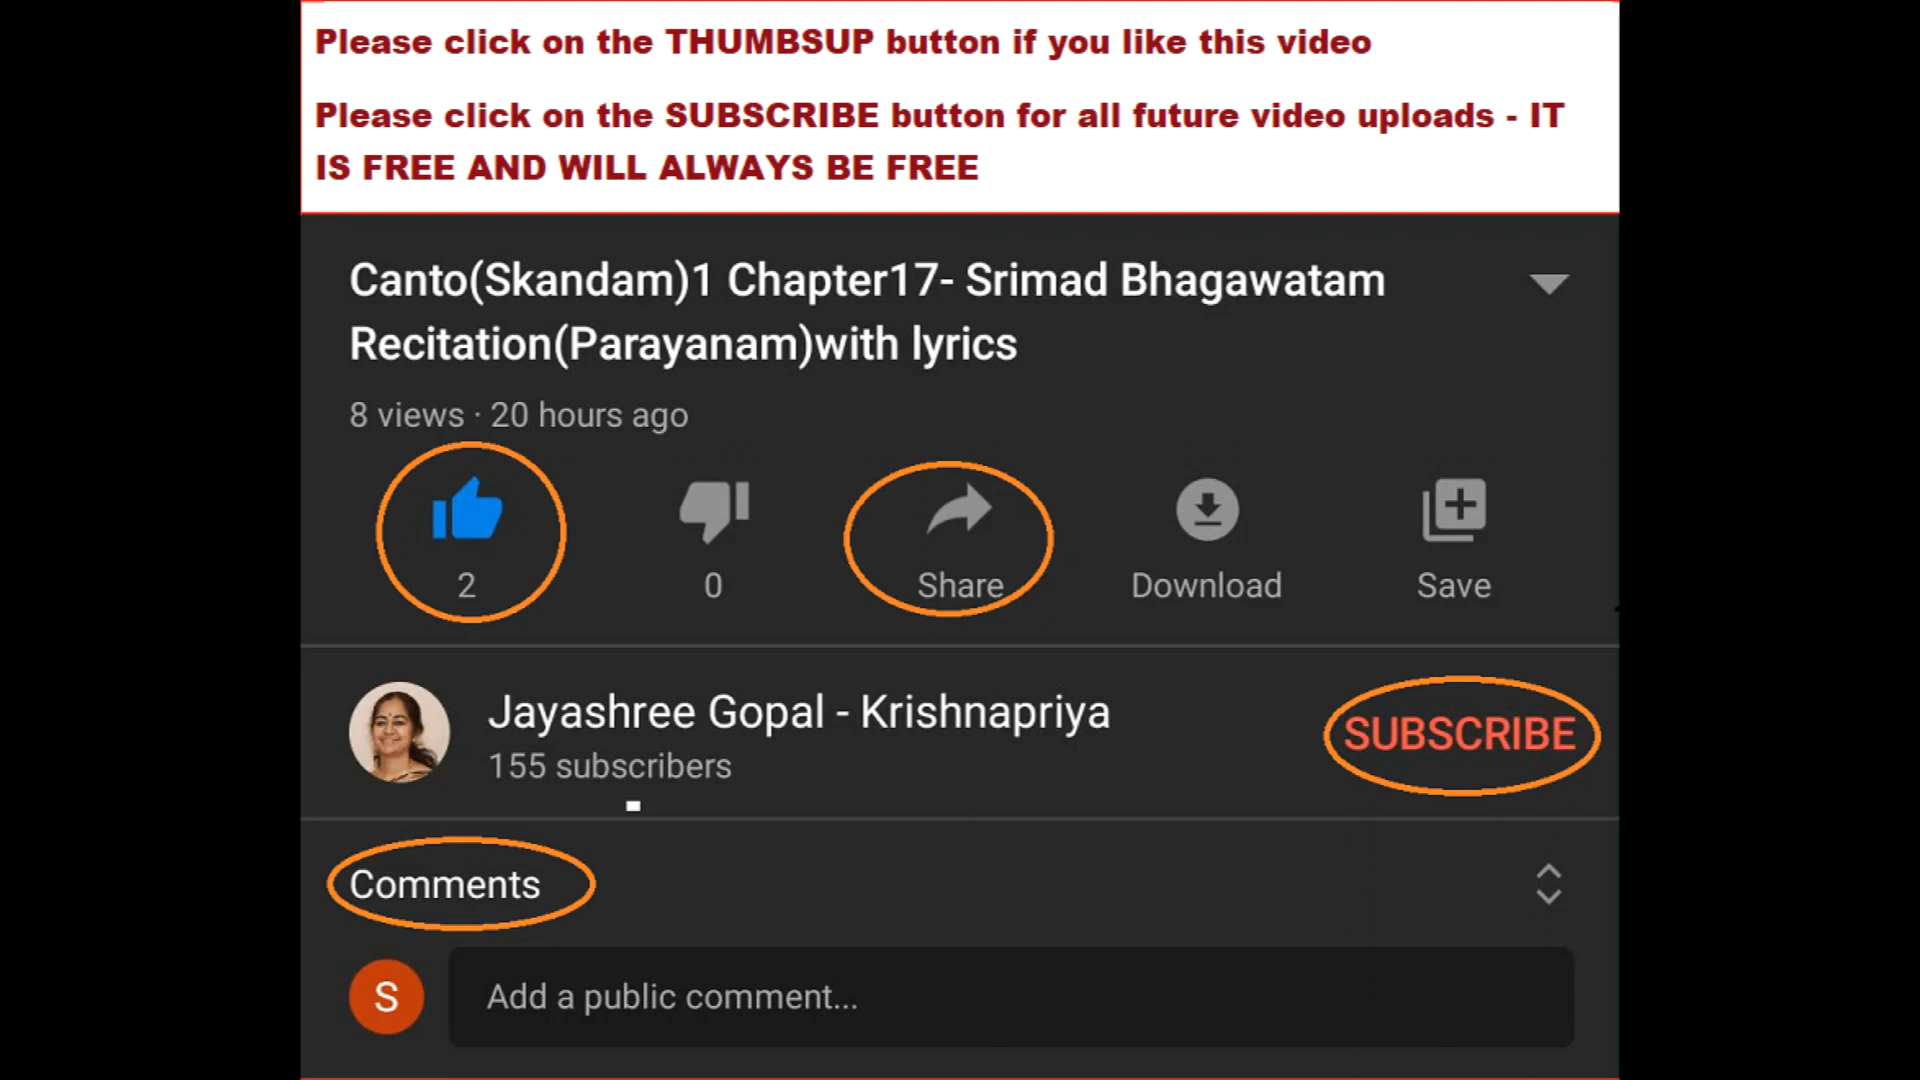 Please click on the THUMBSUP button if you like this video
Please click on the SUBSCRIBE button for all future video uploads - IT
IS FREE AND WILL ALWAYS BE FREE
Canto(Skandam)1 Chapter17- Srimad Bhagawatam
Recitation(Parayanam)with lyrics
8 views · 20 hours ago
2
0
Share
Download
Save
Jayashree Gopal - Krishnapriya
155 subscribers
SUBSCRIBE
Comments
S
Add a public comment...